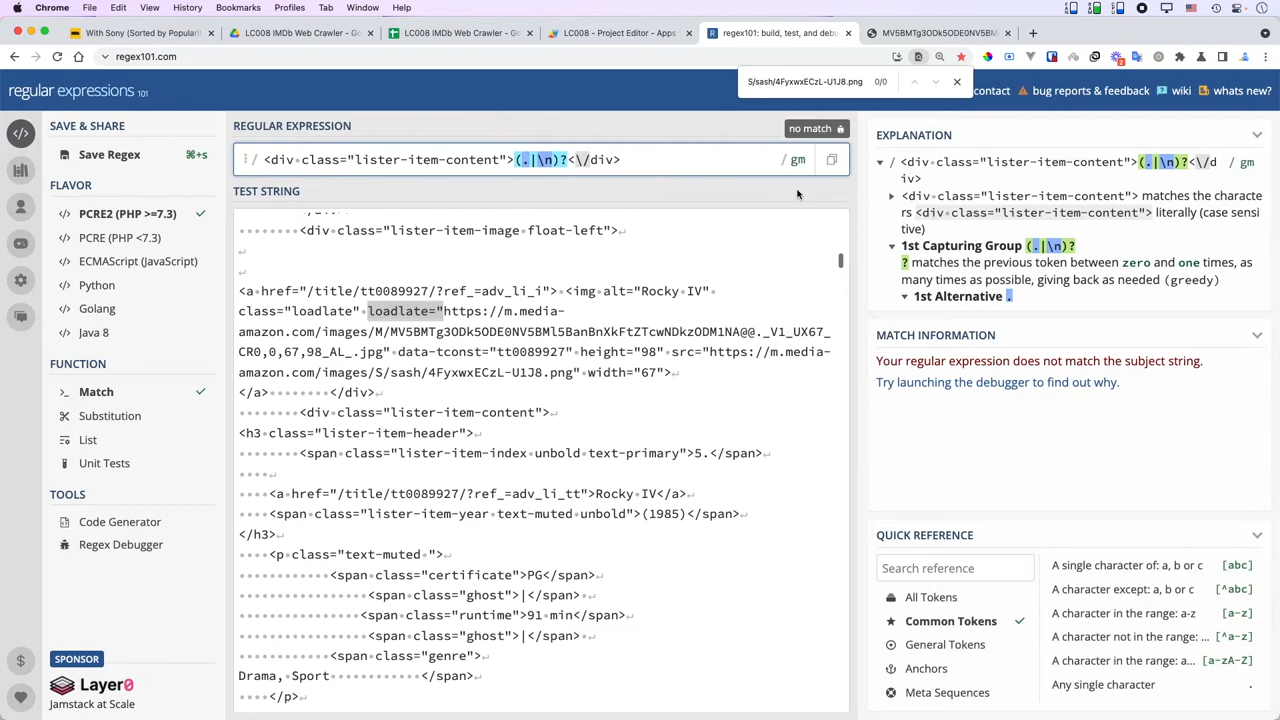 Chrome File Edit View History Bookmarks Profiles Tab Window Help
With Sony (Sorted by Populari
LC008 IMDb Web Crawler - Go
LC008 IMDb Web Crawler - Go
LC008 - Project Editor - Apps
regex101: build, test, and debu
MV5BMTg3ODk5ODE0NV5BM
regex101.com
S/sash/4FyxwxECzL-U1J8.png 0/0
regular expressions 101
contact bug reports & feedback wiki whats new?
SAVE & SHARE
Save Regex ⌘+s
FLAVOR
PCRE2 (PHP >=7.3)
PCRE (PHP <7.3)
ECMAScript (JavaScript)
Python
Golang
Java 8
FUNCTION
Match
Substitution
List
Unit Tests
TOOLS
Code Generator
Regex Debugger
SPONSOR
Layer0
Jamstack at Scale
REGULAR EXPRESSION
no match
/ <div·class="lister-item-content">(.|\n)?<\/div> / gm
TEST STRING
········<div·class="lister-item-image·float-left">↵
↵
↵
<a·href="/title/tt0089927/?ref_=adv_li_i">·<img·alt="Rocky·IV"·
class="loadlate"·loadlate="https://m.media-
amazon.com/images/M/MV5BMTg3ODk5ODE0NV5BMl5BanBnXkFtZTcwNDkzODM1NA@@._V1_UX67_
CR0,0,67,98_AL_.jpg"·data-tconst="tt0089927"·height="98"·src="https://m.media-
amazon.com/images/S/sash/4FyxwxECzL-U1J8.png"·width="67">↵
</a>········</div>↵
········<div·class="lister-item-content">↵
<h3·class="lister-item-header">↵
········<span·class="lister-item-index·unbold·text-primary">5.</span>↵
····↵
····<a·href="/title/tt0089927/?ref_=adv_li_tt">Rocky·IV</a>↵
····<span·class="lister-item-year·text-muted·unbold">(1985)</span>↵
</h3>↵
····<p·class="text-muted·">↵
············<span·class="certificate">PG</span>↵
·················<span·class="ghost">|</span>·↵
················<span·class="runtime">91·min</span>↵
·················<span·class="ghost">|</span>·↵
············<span·class="genre">↵
Drama,·Sport············</span>↵
····</p>↵
EXPLANATION
/ <div·class="lister-item-content">(.|\n)?<\/d / gm
iv>
<div·class="lister-item-content"> matches the characte
rs <div·class="lister-item-content"> literally (case sensi
tive)
1st Capturing Group (.|\n)?
? matches the previous token between zero and one times, as
many times as possible, giving back as needed (greedy)
1st Alternative .
MATCH INFORMATION
Your regular expression does not match the subject string.
Try launching the debugger to find out why.
QUICK REFERENCE
Search reference
All Tokens
Common Tokens
General Tokens
Anchors
Meta Sequences
A single character of: a, b or c [abc]
A character except: a, b or c [^abc]
A character in the range: a-z [a-z]
A character not in the range: ... [^a-z]
A character in the range: a... [a-zA-Z]
Any single character .